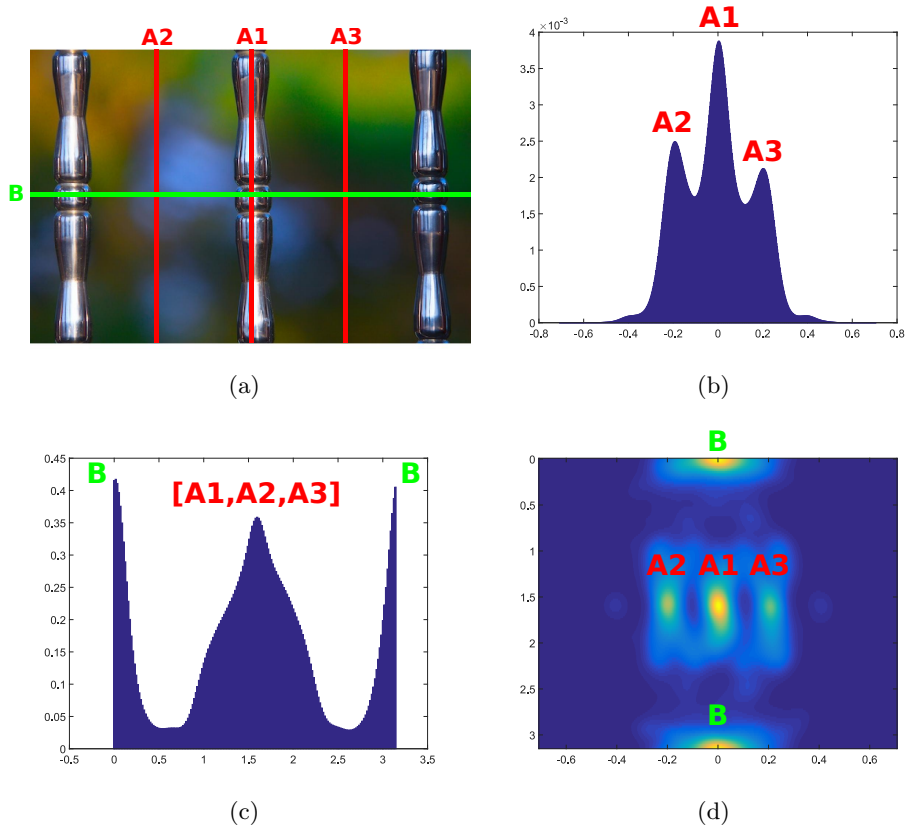 A2 A1 A3
B
(a)
A1
×10⁻³
4
3.5
3
2.5
2
1.5
1
0.5
0
A2
A3
-0.8 -0.6 -0.4 -0.2 0 0.2 0.4 0.6 0.8
(b)
0.45
0.4
0.35
0.3
0.25
0.2
0.15
0.1
0.05
0
B B
[A1,A2,A3]
-0.5 0 0.5 1 1.5 2 2.5 3 3.5
(c)
B
0
0.5
1
1.5
2
2.5
3
A2 A1 A3
B
-0.6 -0.4 -0.2 0 0.2 0.4 0.6
(d)